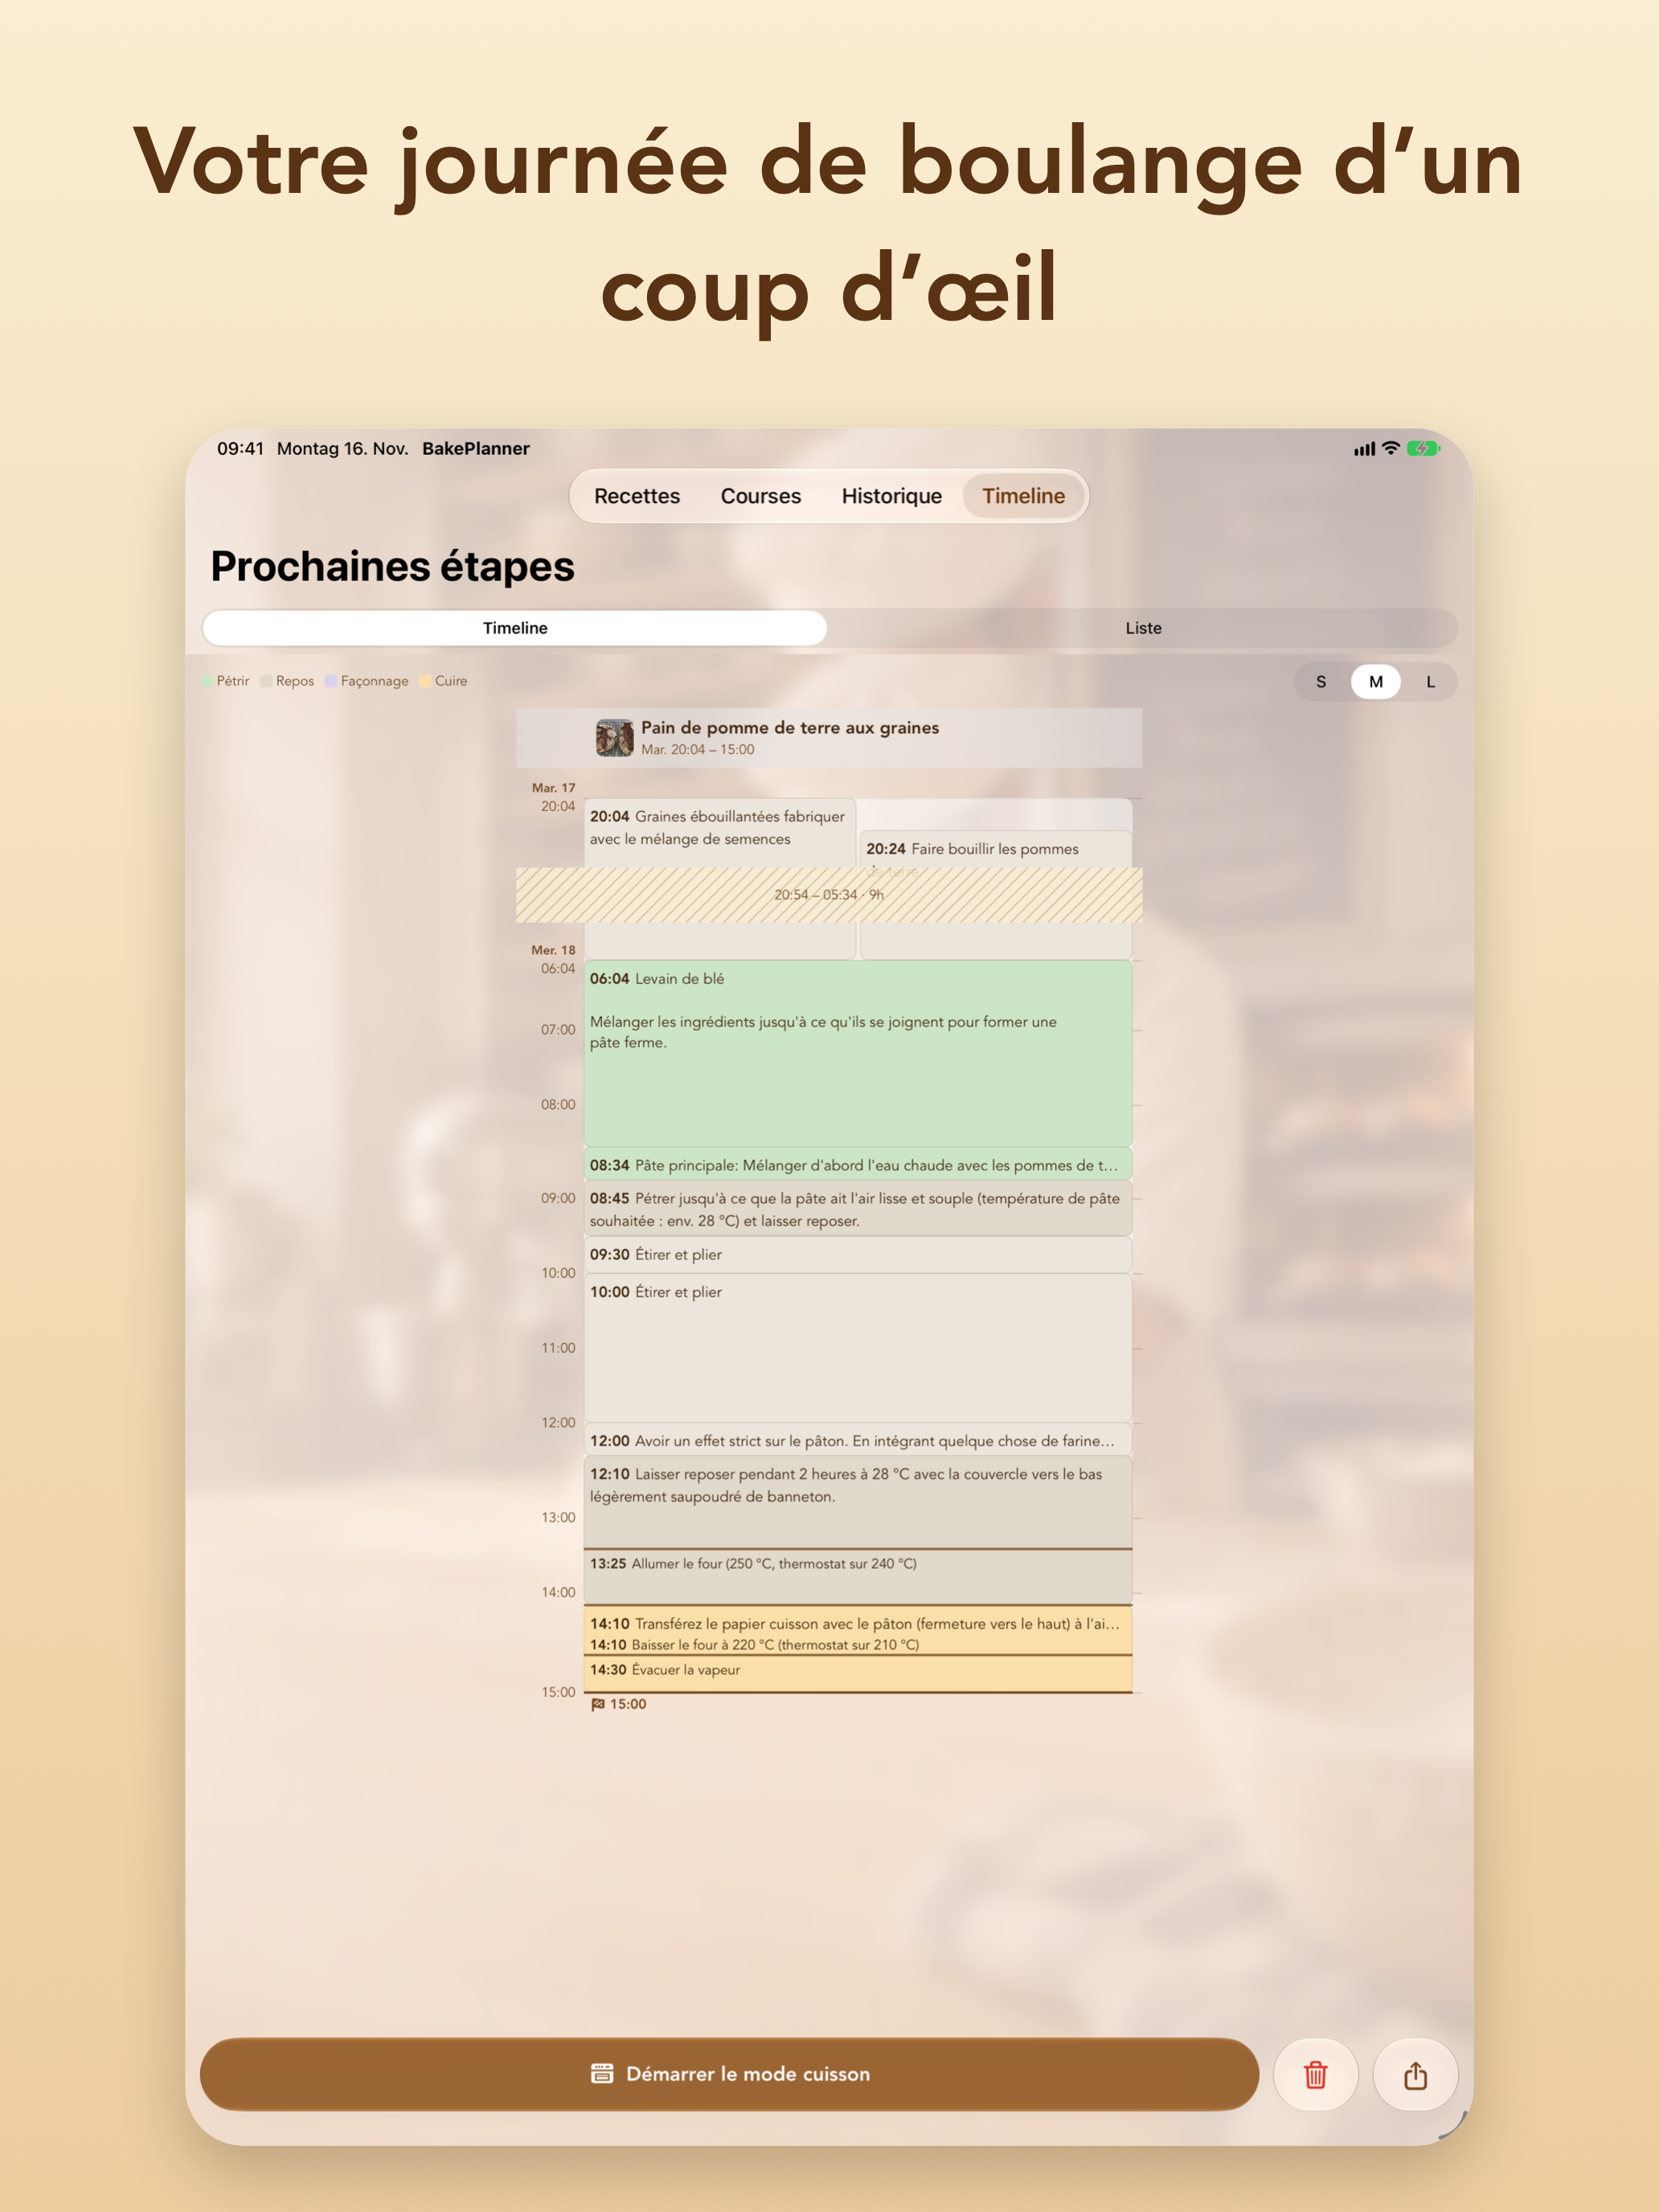 Votre journée de boulange d’un
coup d’œil
09:41 Montag 16. Nov. BakePlanner
Recettes Courses Historique Timeline
Prochaines étapes
Timeline Liste
Pétrir Repos Façonnage Cuire
S M L
Pain de pomme de terre aux graines
Mar. 20:04 – 15:00
Mar. 17
20:04
20:04 Graines ébouillantées fabriquer
avec le mélange de semences
20:24 Faire bouillir les pommes
de terre
20:54 – 05:34 · 9h
Mer. 18
06:04
06:04 Levain de blé
Mélanger les ingrédients jusqu'à ce qu'ils se joignent pour former une
pâte ferme.
07:00
08:00
08:34 Pâte principale: Mélanger d'abord l'eau chaude avec les pommes de t…
09:00
08:45 Pétrer jusqu'à ce que la pâte ait l'air lisse et souple (température de pâte
souhaitée : env. 28 °C) et laisser reposer.
09:30 Étirer et plier
10:00
10:00 Étirer et plier
11:00
12:00
12:00 Avoir un effet strict sur le pâton. En intégrant quelque chose de farine…
12:10 Laisser reposer pendant 2 heures à 28 °C avec la couvercle vers le bas
légèrement saupoudré de banneton.
13:00
13:25 Allumer le four (250 °C, thermostat sur 240 °C)
14:00
14:10 Transférez le papier cuisson avec le pâton (fermeture vers le haut) à l'ai…
14:10 Baisser le four à 220 °C (thermostat sur 210 °C)
14:30 Évacuer la vapeur
15:00
15:00
Démarrer le mode cuisson